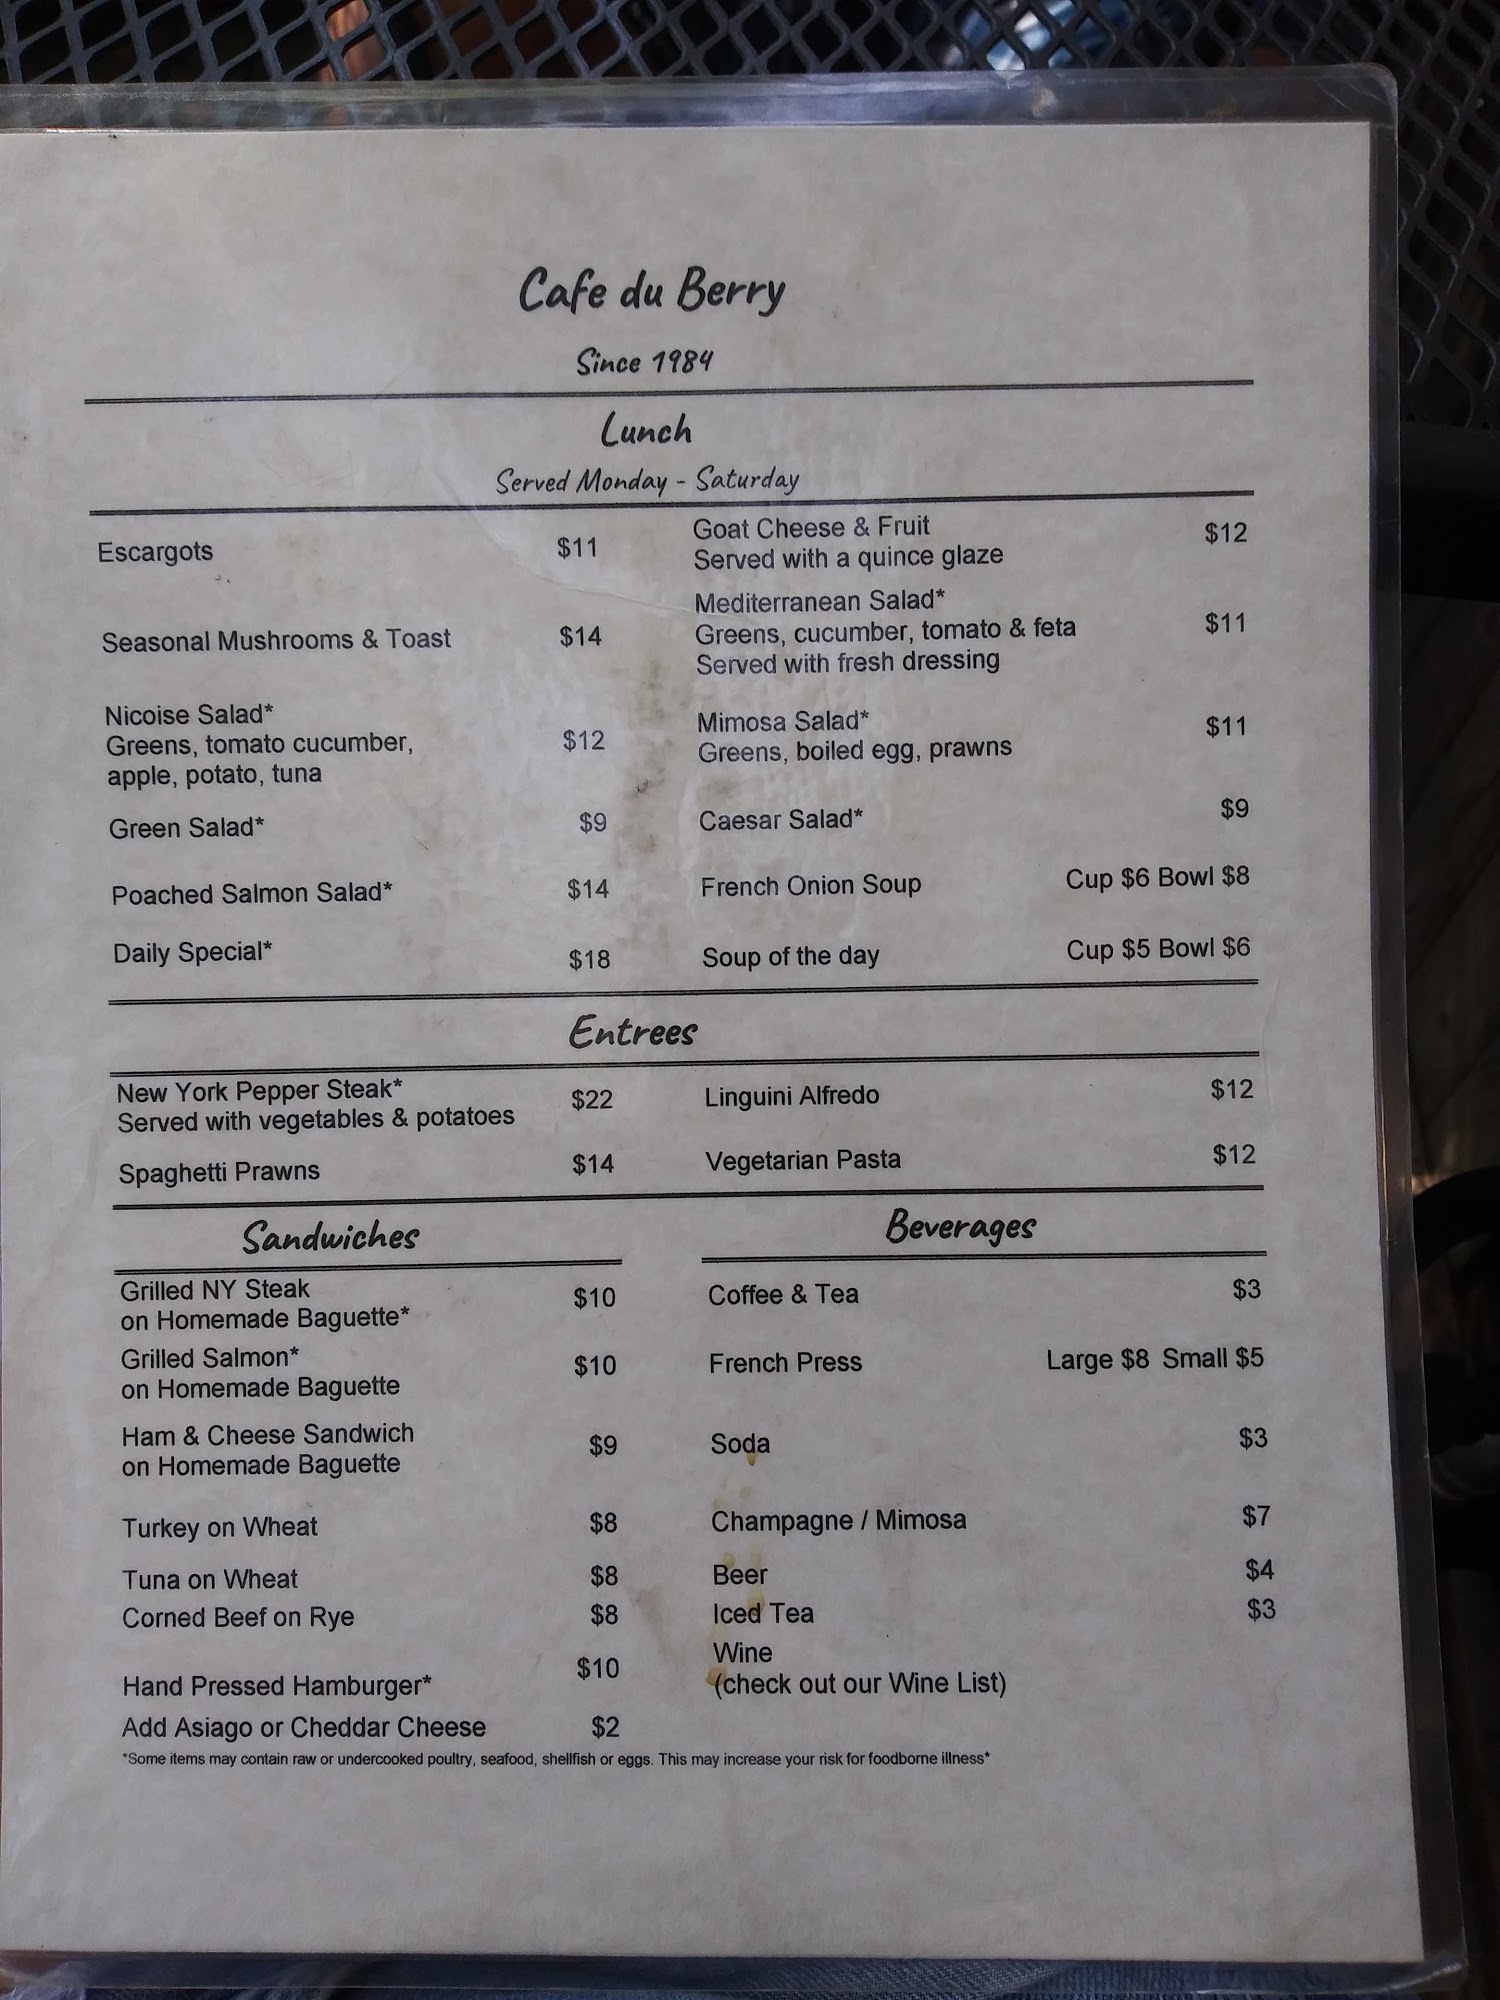 Cafe du Berry
Since 1984
Lunch
Served Monday - Saturday
Escargots $11
Seasonal Mushrooms & Toast $14
Nicoise Salad*
Greens, tomato cucumber, $12
apple, potato, tuna
Green Salad* $9
Poached Salmon Salad* $14
Daily Special* $18
Goat Cheese & Fruit $12
Served with a quince glaze
Mediterranean Salad*
Greens, cucumber, tomato & feta $11
Served with fresh dressing
Mimosa Salad* $11
Greens, boiled egg, prawns
Caesar Salad* $9
French Onion Soup Cup $6 Bowl $8
Soup of the day Cup $5 Bowl $6
Entrees
New York Pepper Steak* $22
Served with vegetables & potatoes
Spaghetti Prawns $14
Linguini Alfredo $12
Vegetarian Pasta $12
Sandwiches
Grilled NY Steak $10
on Homemade Baguette*
Grilled Salmon* $10
on Homemade Baguette
Ham & Cheese Sandwich $9
on Homemade Baguette
Turkey on Wheat $8
Tuna on Wheat $8
Corned Beef on Rye $8
Hand Pressed Hamburger* $10
Add Asiago or Cheddar Cheese $2
Beverages
Coffee & Tea $3
French Press Large $8 Small $5
Soda $3
Champagne / Mimosa $7
Beer $4
Iced Tea $3
Wine
(check out our Wine List)
*Some items may contain raw or undercooked poultry, seafood, shellfish or eggs. This may increase your risk for foodborne illness*